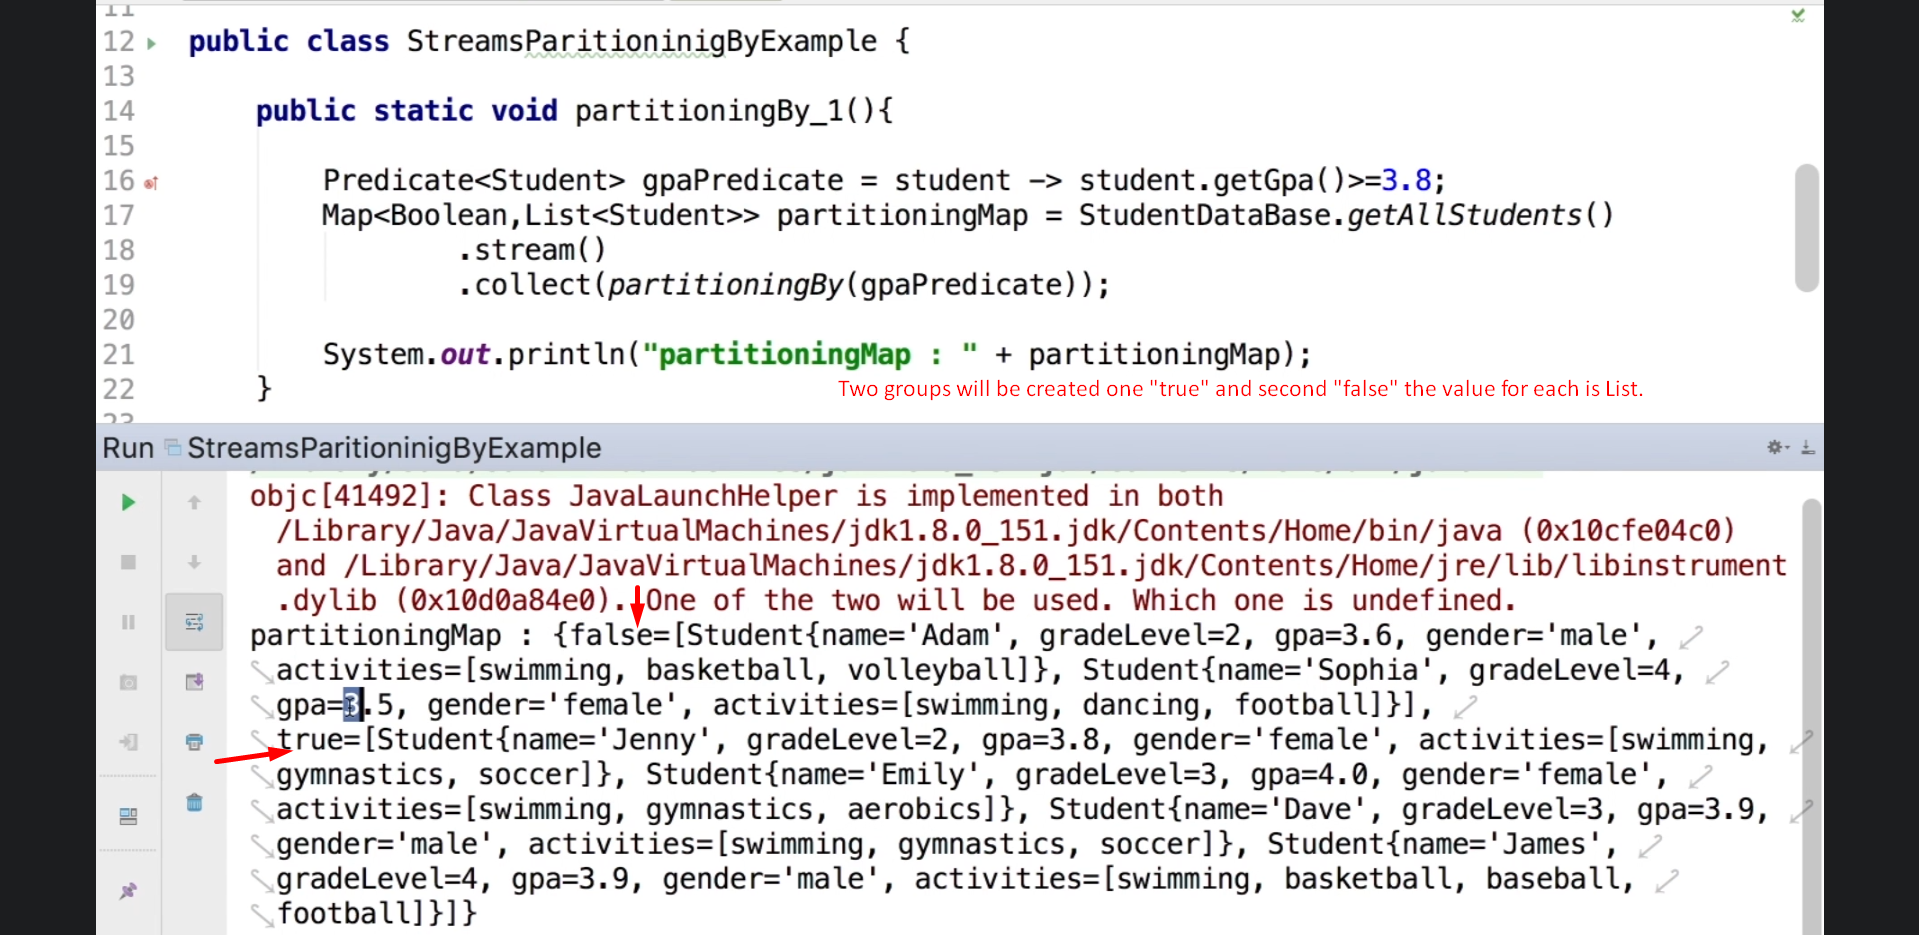 11
12 public class StreamsParitioninigByExample {
13
14 public static void partitioningBy_1(){
15
16 Predicate<Student> gpaPredicate = student -> student.getGpa()>=3.8;
17 Map<Boolean,List<Student>> partitioningMap = StudentDataBase.getAllStudents()
18 .stream()
19 .collect(partitioningBy(gpaPredicate));
20
21 System.out.println("partitioningMap : " + partitioningMap);
22 }
Two groups will be created one "true" and second "false" the value for each is List.
23
Run StreamsParitioninigByExample
objc[41492]: Class JavaLaunchHelper is implemented in both
/Library/Java/JavaVirtualMachines/jdk1.8.0_151.jdk/Contents/Home/bin/java (0x10cfe04c0)
and /Library/Java/JavaVirtualMachines/jdk1.8.0_151.jdk/Contents/Home/jre/lib/libinstrument
.dylib (0x10d0a84e0). One of the two will be used. Which one is undefined.
partitioningMap : {false=[Student{name='Adam', gradeLevel=2, gpa=3.6, gender='male',
activities=[swimming, basketball, volleyball]}, Student{name='Sophia', gradeLevel=4,
gpa=3.5, gender='female', activities=[swimming, dancing, football]}],
true=[Student{name='Jenny', gradeLevel=2, gpa=3.8, gender='female', activities=[swimming,
gymnastics, soccer]}, Student{name='Emily', gradeLevel=3, gpa=4.0, gender='female',
activities=[swimming, gymnastics, aerobics]}, Student{name='Dave', gradeLevel=3, gpa=3.9,
gender='male', activities=[swimming, gymnastics, soccer]}, Student{name='James',
gradeLevel=4, gpa=3.9, gender='male', activities=[swimming, basketball, baseball,
football]}]}